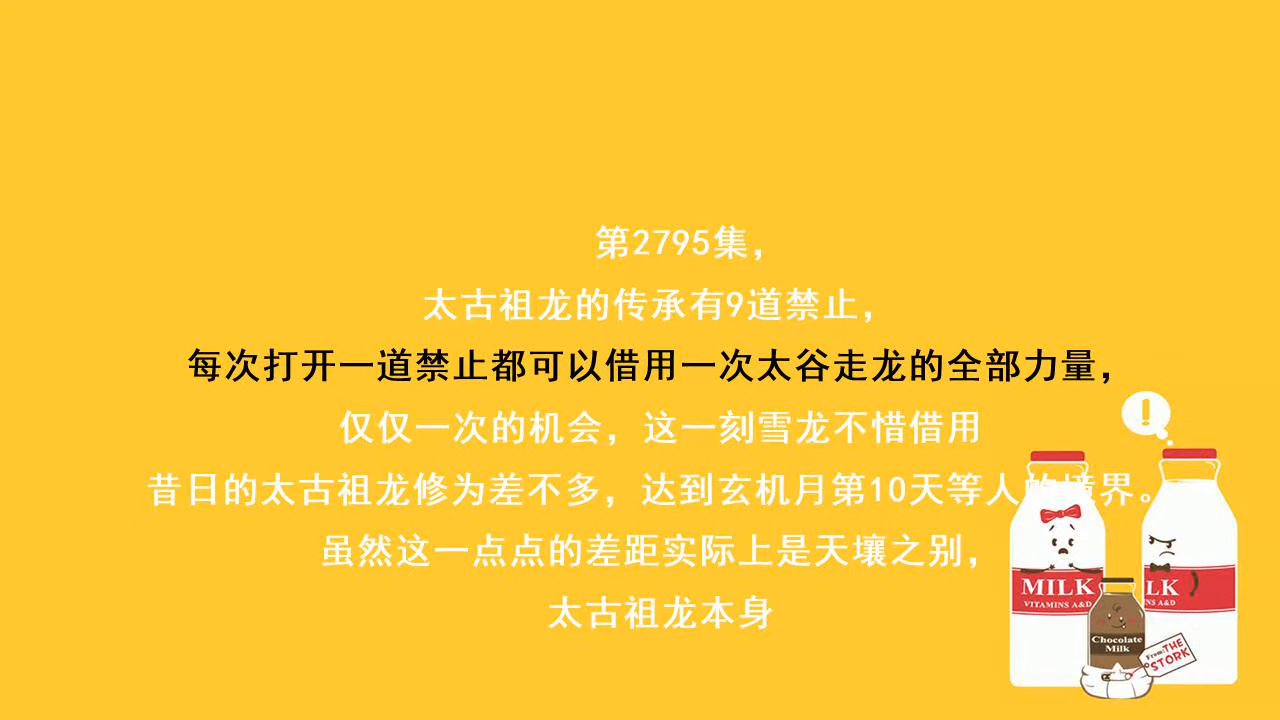 第2795集，
太古祖龙的传承有9道禁止，
每次打开一道禁止都可以借用一次太谷走龙的全部力量，
仅仅一次的机会，这一刻雪龙不惜借用
昔日的太古祖龙修为差不多，达到玄机月第10天等人的境界。
虽然这一点点的差距实际上是天壤之别，
太古祖龙本身
!
MILK
VITAMINS A&D
LK
NS A&D
Chocolate
Milk
From: THE
STORK